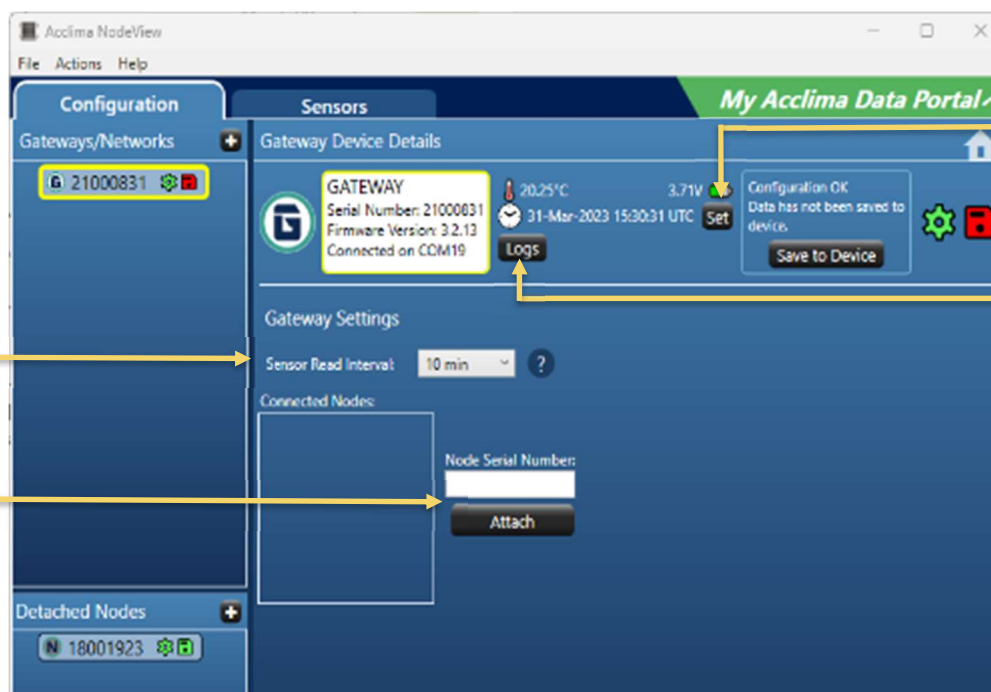 Acclima NodeView
File Actions Help
Configuration
Sensors
My Acclima Data Portal
Gateways/Networks
Gateway Device Details
21000831
GATEWAY
Serial Number: 21000831
Firmware Version: 3.2.13
Connected on COM19
20.25°C 3.71V
31-Mar-2023 15:30:31 UTC Set
Logs
Configuration OK
Data has not been saved to
device.
Save to Device
Gateway Settings
Sensor Read Interval: 10 min ?
Connected Nodes:
Node Serial Number:
Attach
Detached Nodes
N 18001923